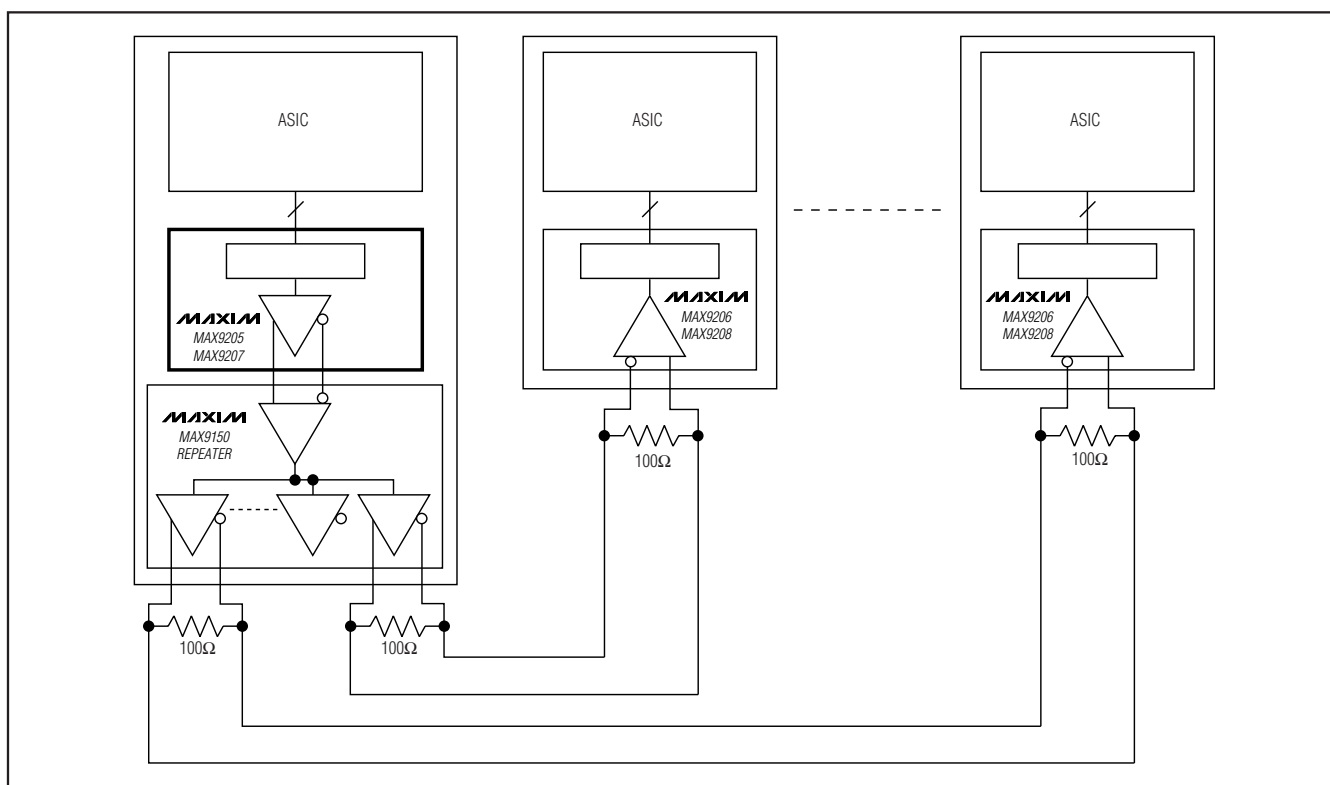 ASIC
ASIC
ASIC
MAXIM
MAX9205
MAX9207
MAXIM
MAX9206
MAX9208
MAXIM
MAX9206
MAX9208
MAXIM
MAX9150
REPEATER
100Ω
100Ω
100Ω
100Ω